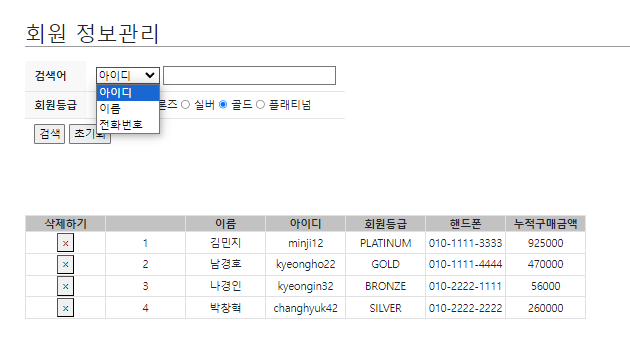 회원 정보관리
검색어 아이디
아이디
회원등급 이름 론즈 실버 골드 플래티넘
전화번호
검색 초기화
삭제하기 이름 아이디 회원등급 핸드폰 누적구매금액
x 1 김민지 minji12 PLATINUM 010-1111-3333 925000
x 2 남경호 kyeongho22 GOLD 010-1111-4444 470000
x 3 나경인 kyeongin32 BRONZE 010-2222-1111 56000
x 4 박창혁 changhyuk42 SILVER 010-2222-2222 260000